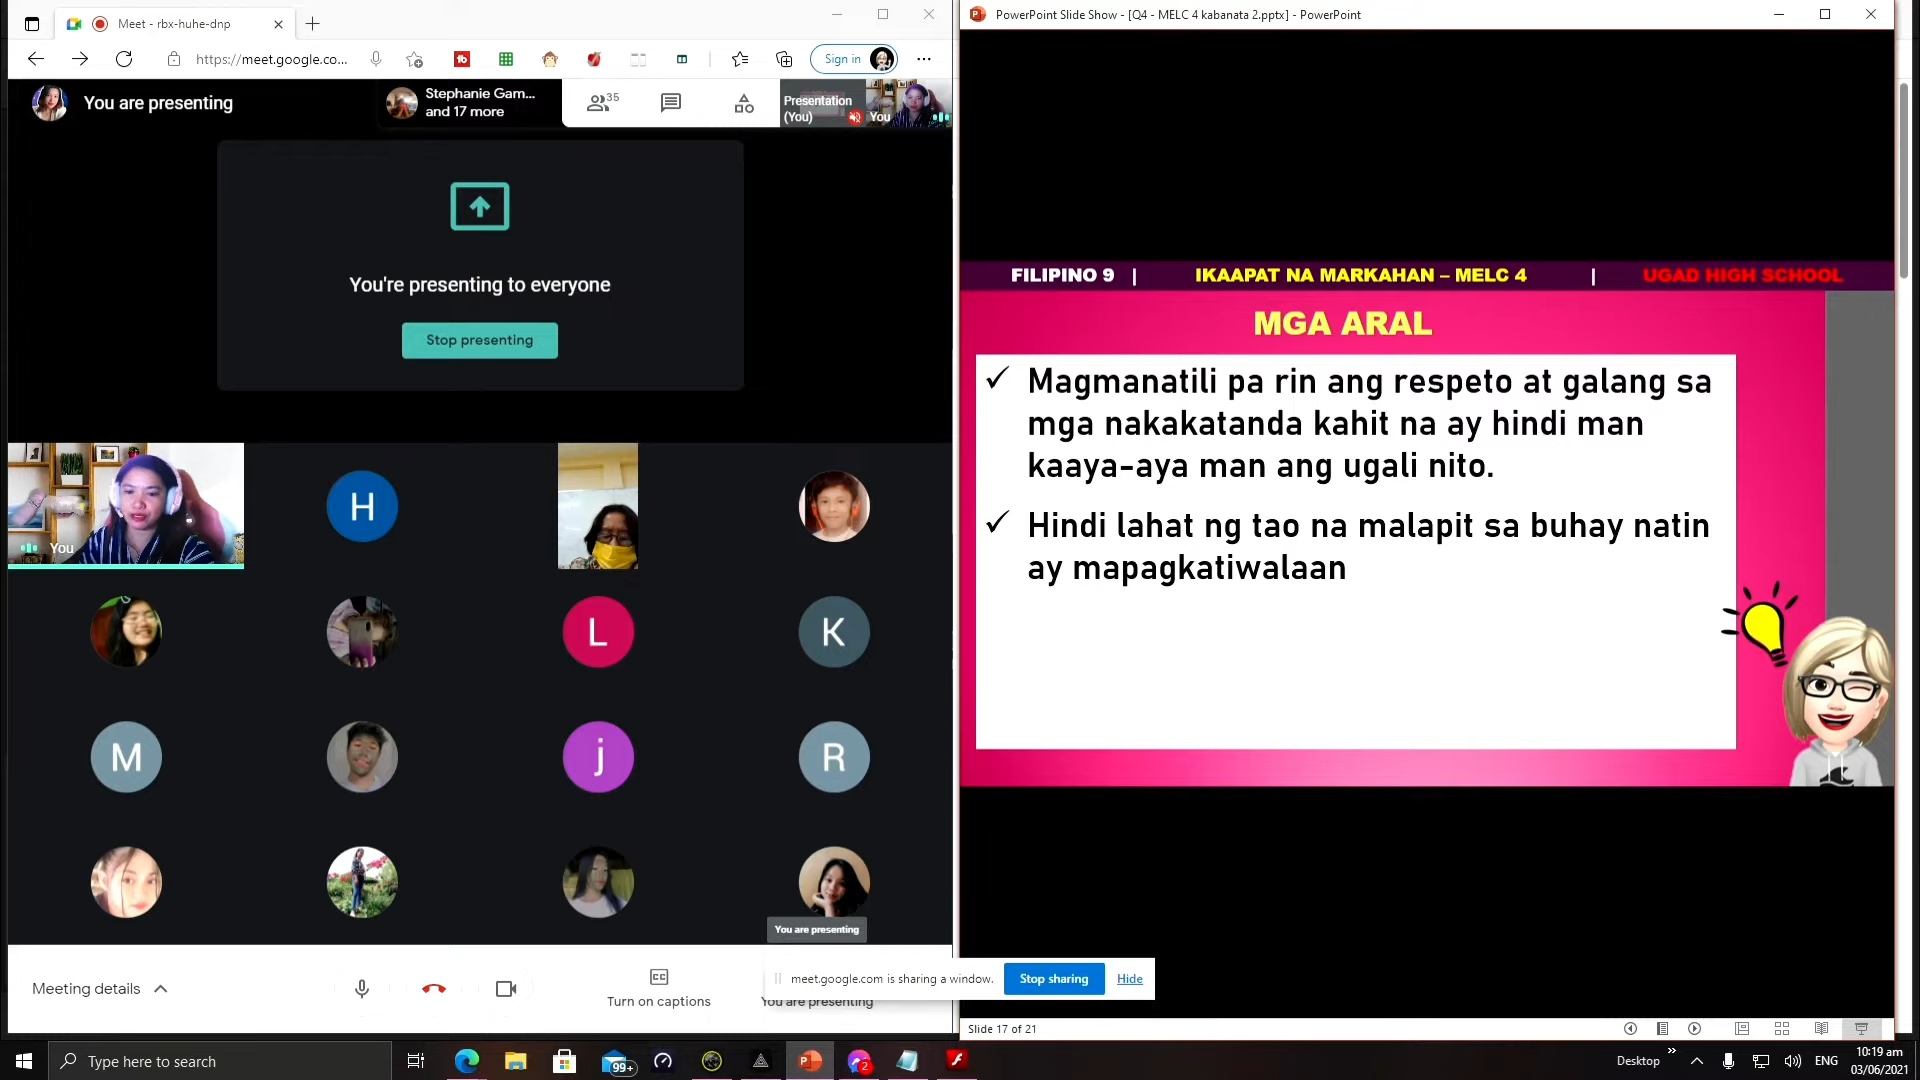 Meet - rbx-huhe-dnp
https://meet.google.co...
Sign in
You are presenting
Stephanie Gam...
and 17 more
35
Presentation
(You)
You
You're presenting to everyone
Stop presenting
You
H
L
K
M
j
R
You are presenting
Meeting details
Turn on captions
You are presenting
meet.google.com is sharing a window.
Stop sharing
Hide
PowerPoint Slide Show - [Q4 - MELC 4 kabanata 2.pptx] - PowerPoint
FILIPINO 9 | IKAAPAT NA MARKAHAN – MELC 4 | UGAD HIGH SCHOOL
MGA ARAL
✓ Magmanatili pa rin ang respeto at galang sa
mga nakakatanda kahit na ay hindi man
kaaya-aya man ang ugali nito.
✓ Hindi lahat ng tao na malapit sa buhay natin
ay mapagkatiwalaan
Slide 17 of 21
Type here to search
99+
2
Desktop
ENG
10:19 am
03/06/2021